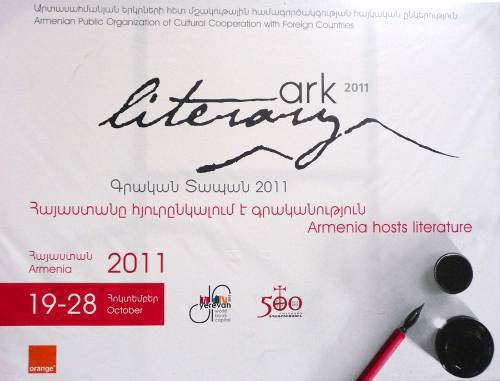 Արտասահմանյան երկրների հետ մշակութային համագործակցության հայկական ընկերություն
Armenian Public Organization of Cultural Cooperation with Foreign Countries
ark 2011
literary
Գրական Տապան 2011
Հայաստանը հյուրընկալում է գրականություն
Armenia hosts literature
Հայաստան
Armenia
2011
19-28
Հոկտեմբեր
October
yerevan
world
book
capital
500
orange™